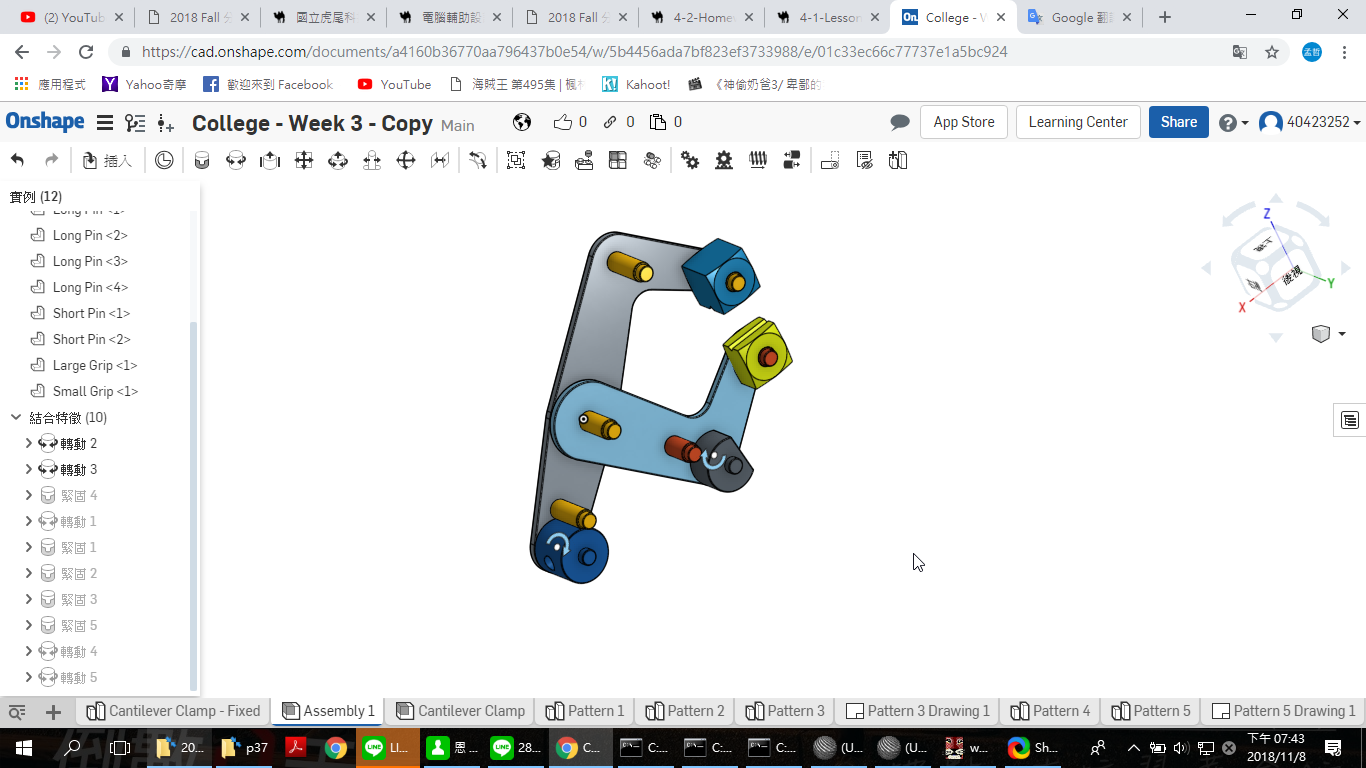 (2) YouTub
2018 Fall 分
國立虎尾科
電腦輔助設
2018 Fall 分
4-2-Home
4-1-Lesson
College - W
Google 翻
https://cad.onshape.com/documents/a4160b36770aa796437b0e54/w/5b4456ada7bf823ef3733988/e/01c33ec66c77737e1a5bc924
孟哲
應用程式
Yahoo奇摩
歡迎來到 Facebook
YouTube
海賊王 第495集 | 楓
Kahoot!
《神偷奶爸3/ 卑鄙的
Onshape
College - Week 3 - Copy Main
0
0
0
App Store
Learning Center
Share
40423252
插入
實例 (12)
Long Pin <1>
Long Pin <2>
Long Pin <3>
Long Pin <4>
Short Pin <1>
Short Pin <2>
Large Grip <1>
Small Grip <1>
結合特徵 (10)
轉動 2
轉動 3
緊固 4
轉動 1
緊固 1
緊固 2
緊固 3
緊固 5
轉動 4
轉動 5
Z
後視
Y
X
Cantilever Clamp - Fixed
Assembly 1
Cantilever Clamp
Pattern 1
Pattern 2
Pattern 3
Pattern 3 Drawing 1
Pattern 4
Pattern 5
Pattern 5 Drawing 1
20...
p37
LI...
恩...
28...
C...
C:...
C:...
C:...
(U...
(U...
w...
Sh...
下午 07:43
2018/11/8